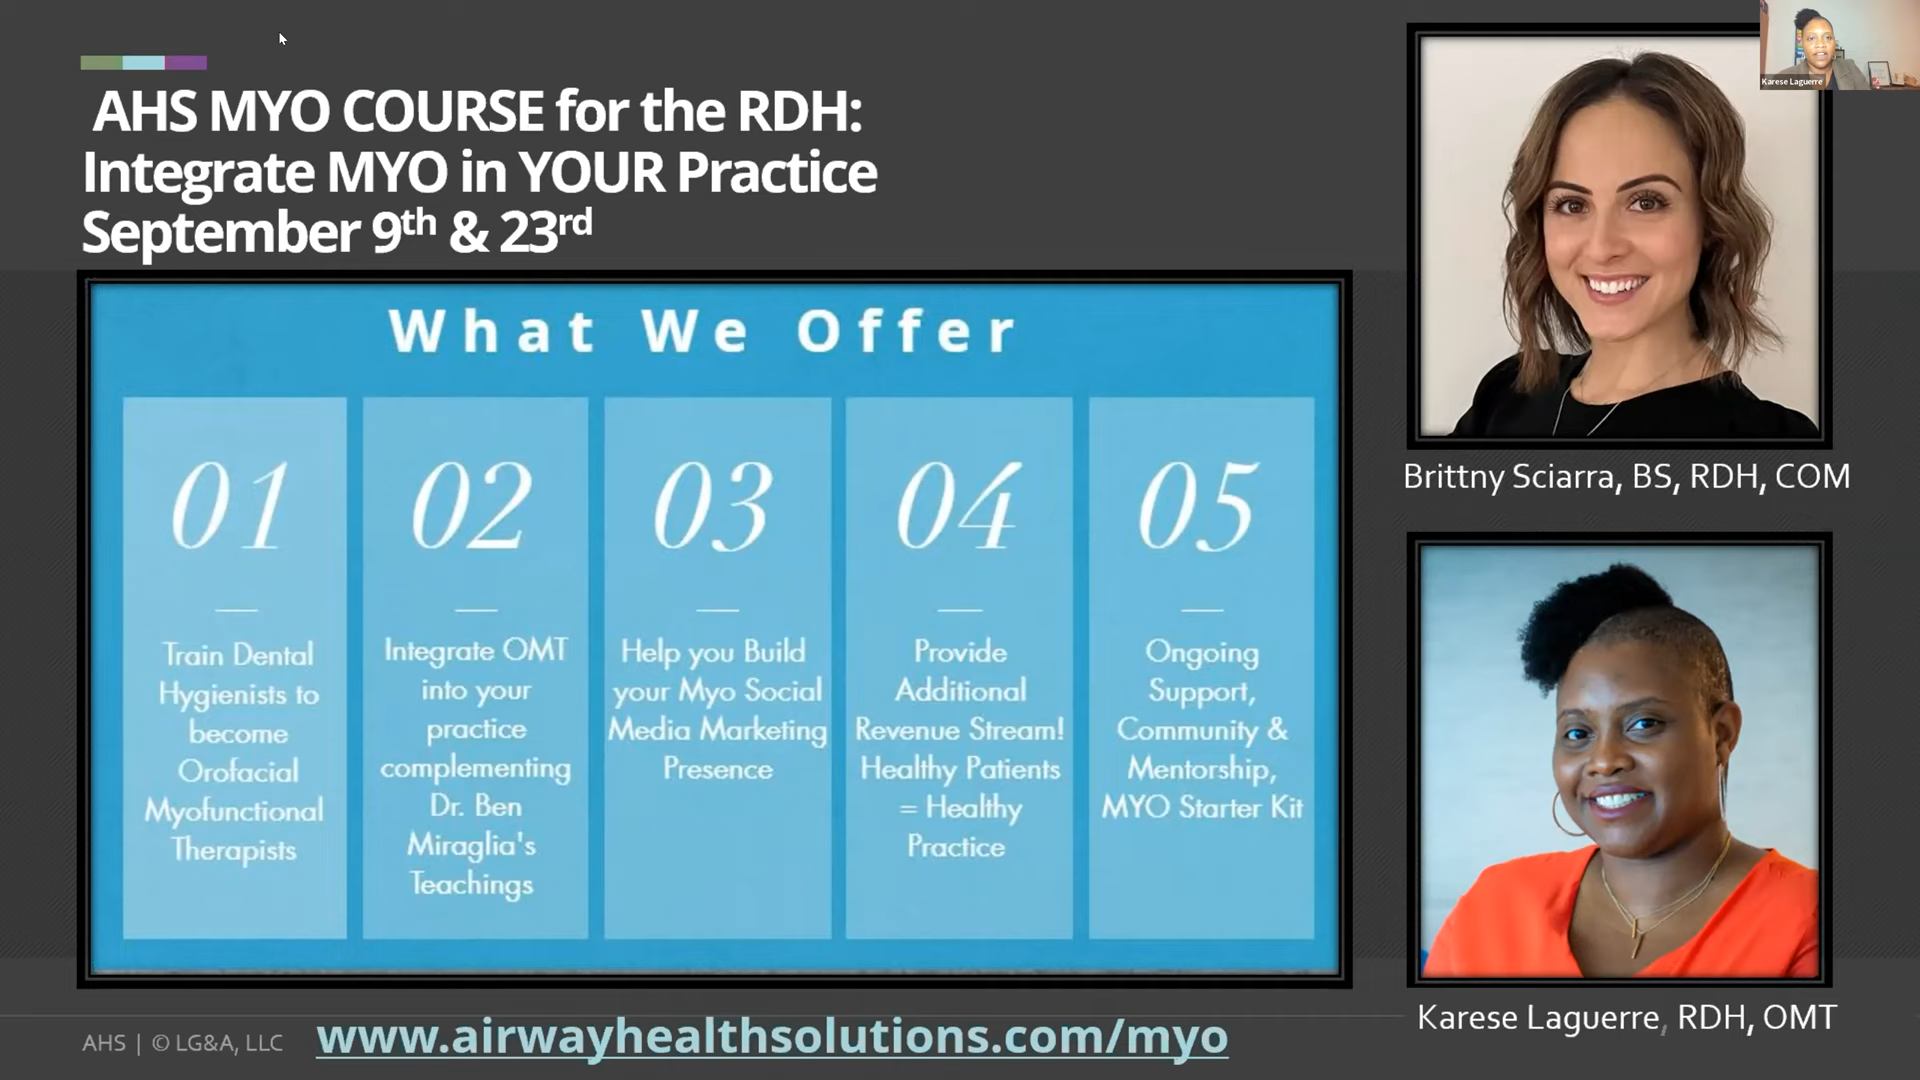 AHS MYO COURSE for the RDH:
Integrate MYO in YOUR Practice
September 9th & 23rd
What We Offer
01
Train Dental
Hygienists to
become
Orofacial
Myofunctional
Therapists
02
Integrate OMT
into your
practice
complementing
Dr. Ben
Miraglia's
Teachings
03
Help you Build
your Myo Social
Media Marketing
Presence
04
Provide
Additional
Revenue Stream!
Healthy Patients
= Healthy
Practice
05
Ongoing
Support,
Community &
Mentorship,
MYO Starter Kit
Karese Laguerre
Brittny Sciarra, BS, RDH, COM
Karese Laguerre, RDH, OMT
AHS | © LG&A, LLC
www.airwayhealthsolutions.com/myo